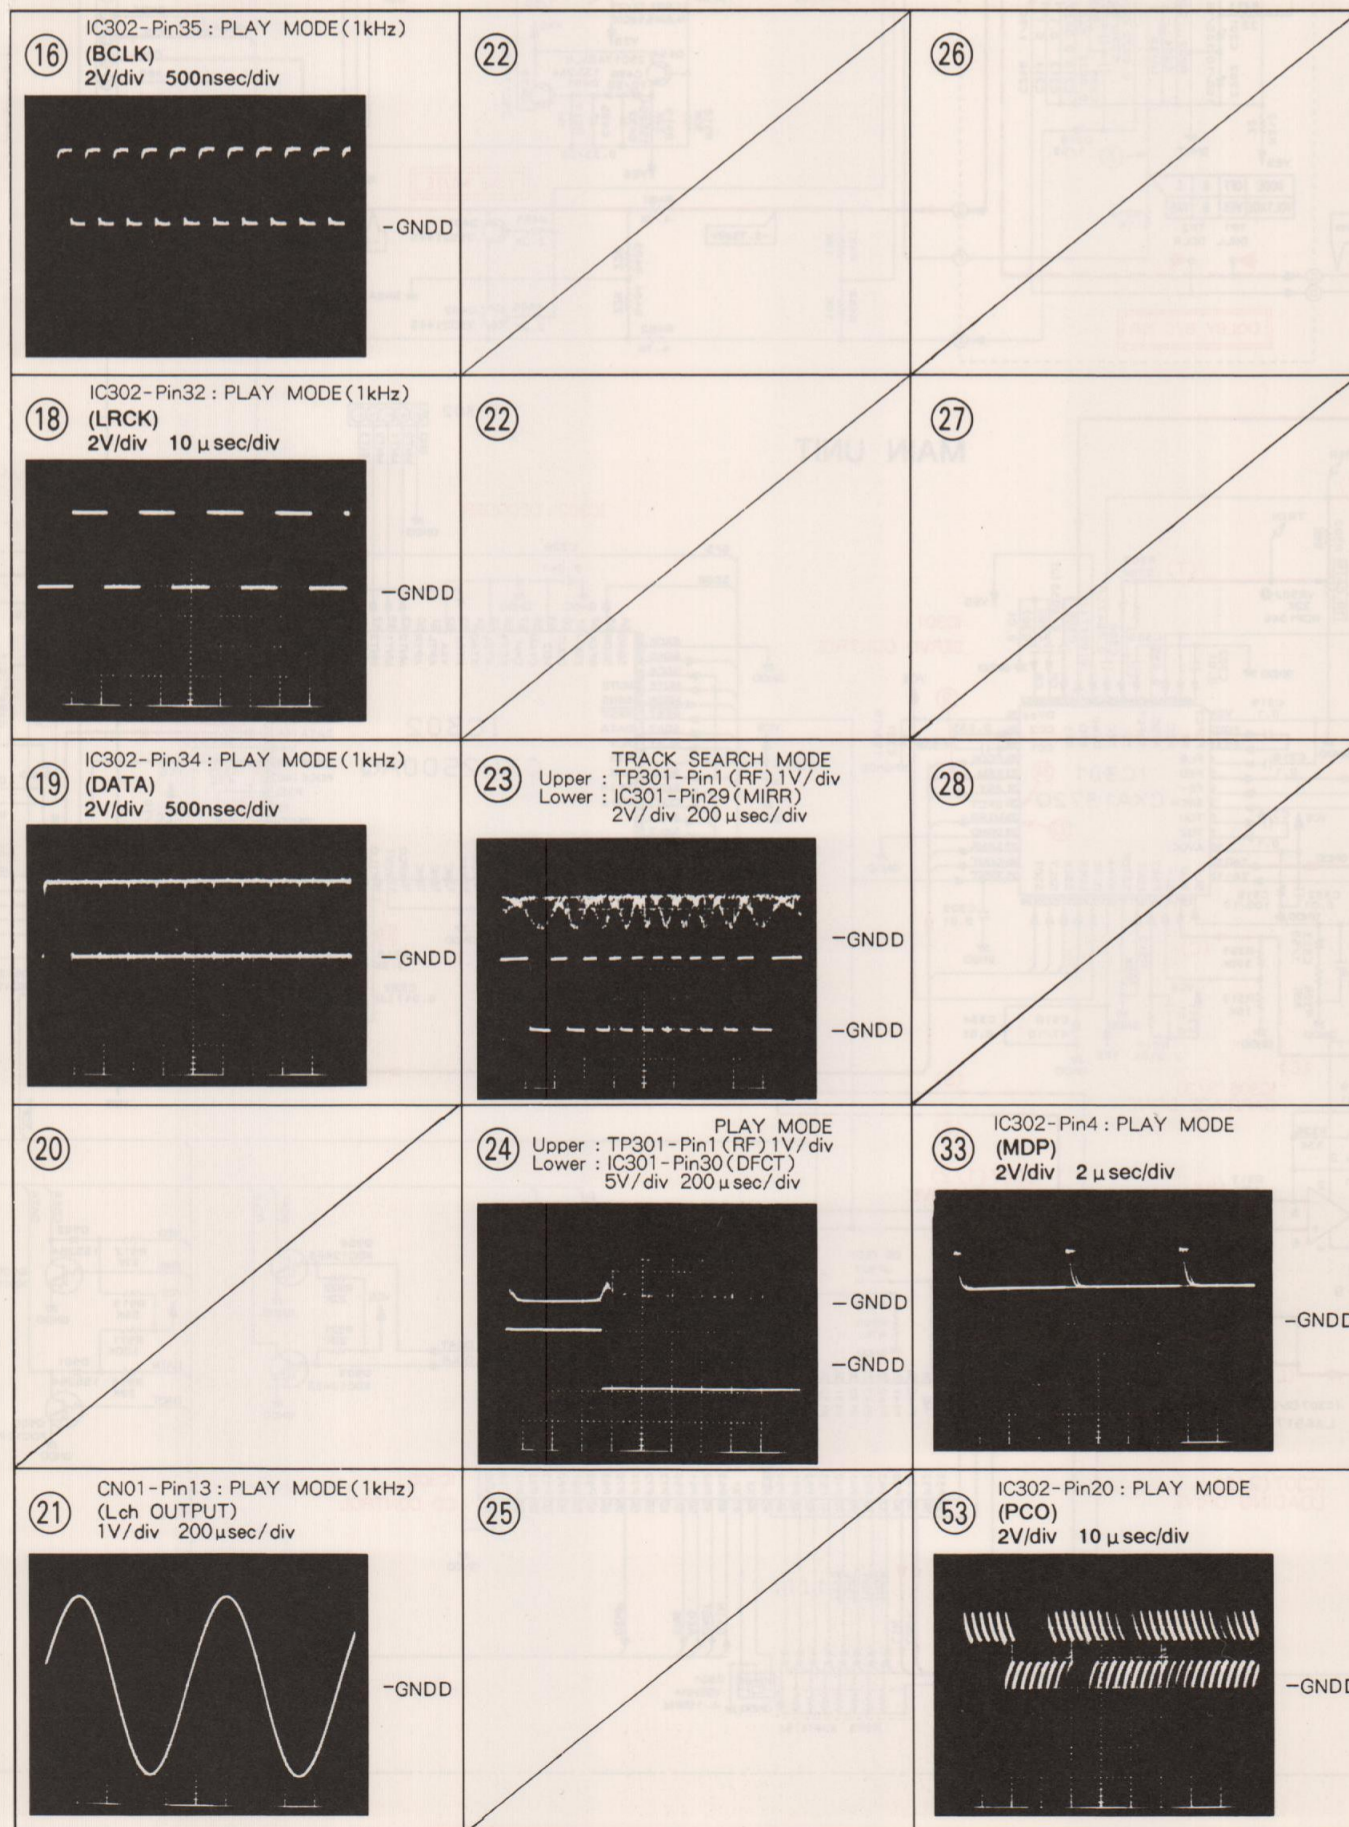 16
IC302-Pin35 : PLAY MODE(1kHz)
(BCLK)
2V/div 500nsec/div
-GNDD
22
26
18
IC302-Pin32 : PLAY MODE(1kHz)
(LRCK)
2V/div 10 μsec/div
-GNDD
22
27
19
IC302-Pin34 : PLAY MODE(1kHz)
(DATA)
2V/div 500nsec/div
-GNDD
23
TRACK SEARCH MODE
Upper : TP301-Pin1(RF) 1V/div
Lower : IC301-Pin29(MIRR)
2V/div 200μsec/div
-GNDD
-GNDD
28
20
24
PLAY MODE
Upper : TP301-Pin1(RF) 1V/div
Lower : IC301-Pin30(DFCT)
5V/div 200μsec/div
-GNDD
-GNDD
33
IC302-Pin4 : PLAY MODE
(MDP)
2V/div 2 μsec/div
-GNDD
21
CN01-Pin13 : PLAY MODE(1kHz)
(Lch OUTPUT)
1V/div 200μsec/div
-GNDD
25
53
IC302-Pin20 : PLAY MODE
(PCO)
2V/div 10 μsec/div
-GNDD